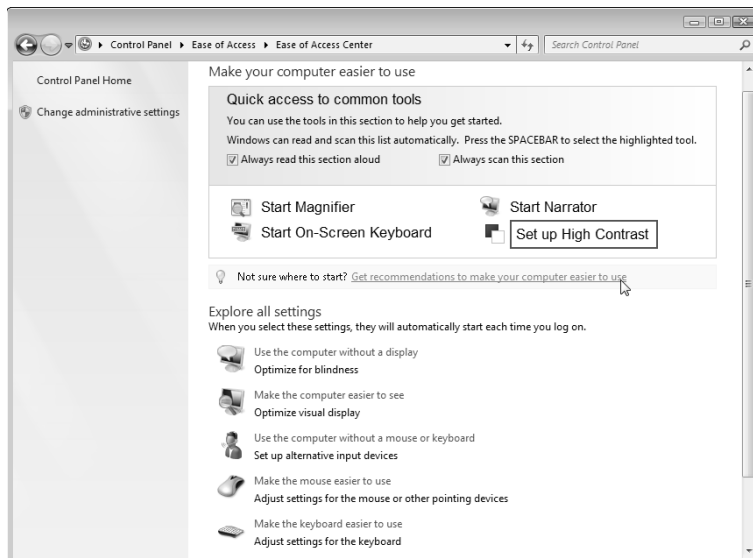 Control Panel Ease of Access Ease of Access Center Search Control Panel
Control Panel Home
Change administrative settings
Make your computer easier to use
Quick access to common tools
You can use the tools in this section to help you get started.
Windows can read and scan this list automatically. Press the SPACEBAR to select the highlighted tool.
Always read this section aloud Always scan this section
Start Magnifier Start Narrator
Start On-Screen Keyboard Set up High Contrast
Not sure where to start? Get recommendations to make your computer easier to use
Explore all settings
When you select these settings, they will automatically start each time you log on.
Use the computer without a display
Optimize for blindness
Make the computer easier to see
Optimize visual display
Use the computer without a mouse or keyboard
Set up alternative input devices
Make the mouse easier to use
Adjust settings for the mouse or other pointing devices
Make the keyboard easier to use
Adjust settings for the keyboard